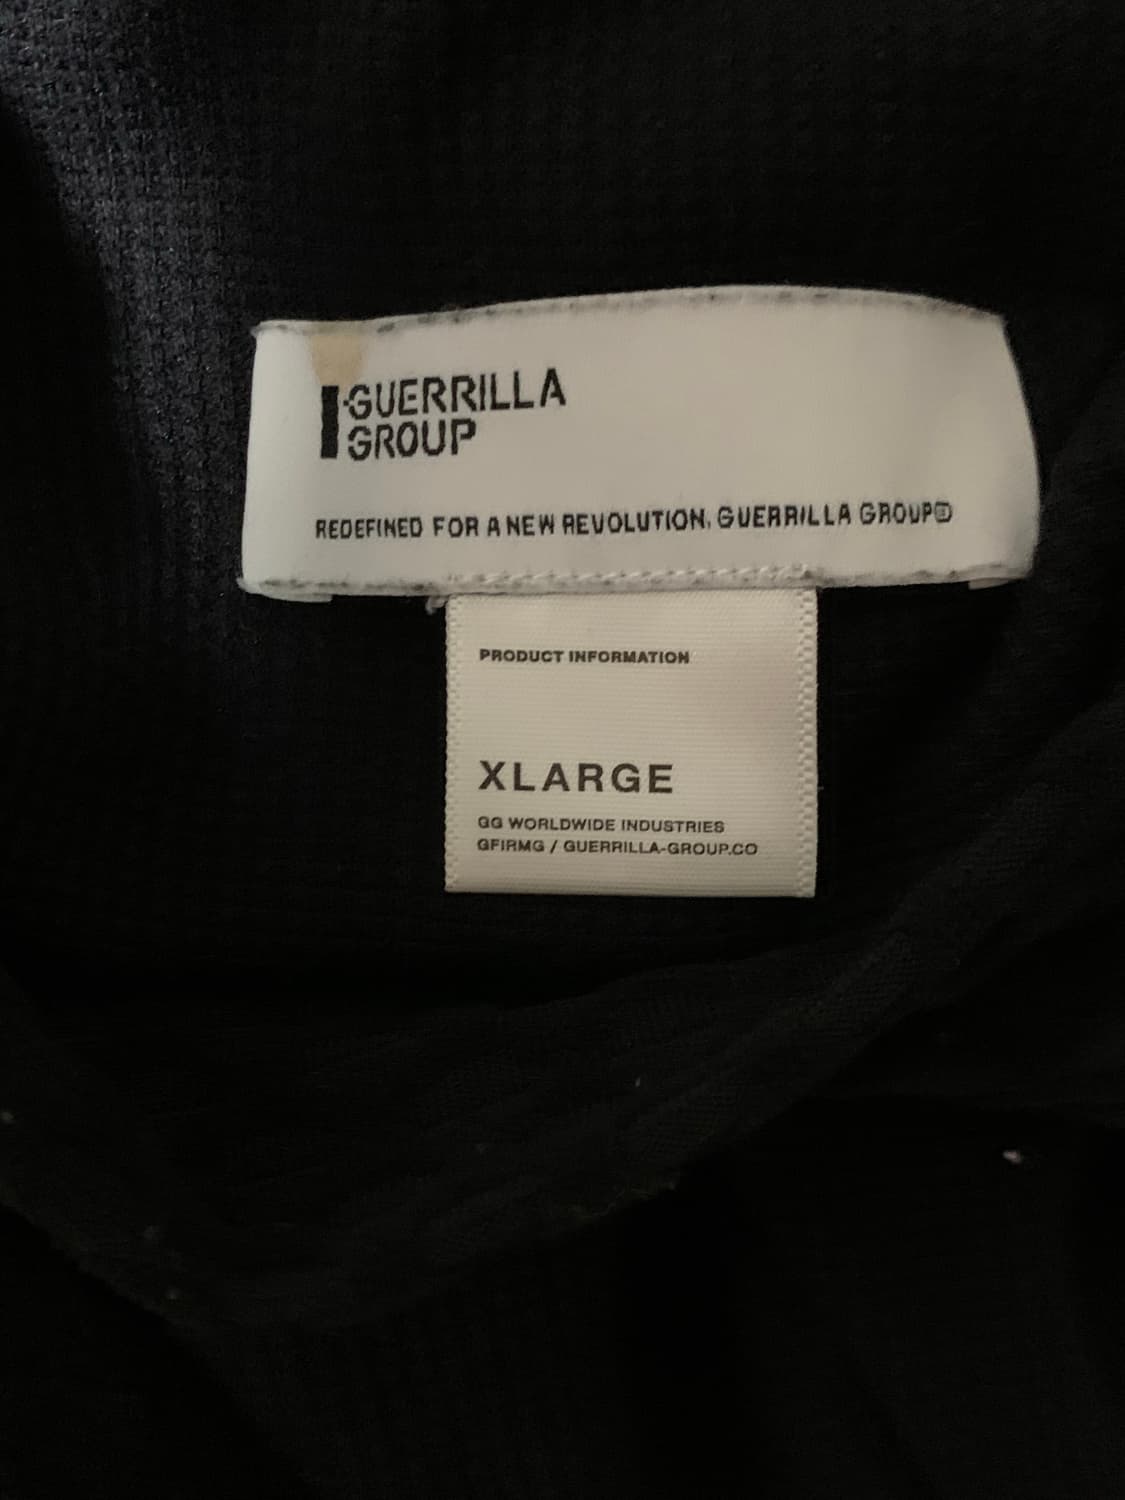 GUERRILLA
GROUP
REDEFINED FOR A NEW REVOLUTION, GUERRILLA GROUP®
PRODUCT INFORMATION
XLARGE
GG WORLDWIDE INDUSTRIES
GFIRMG / GUERRILLA-GROUP.CO